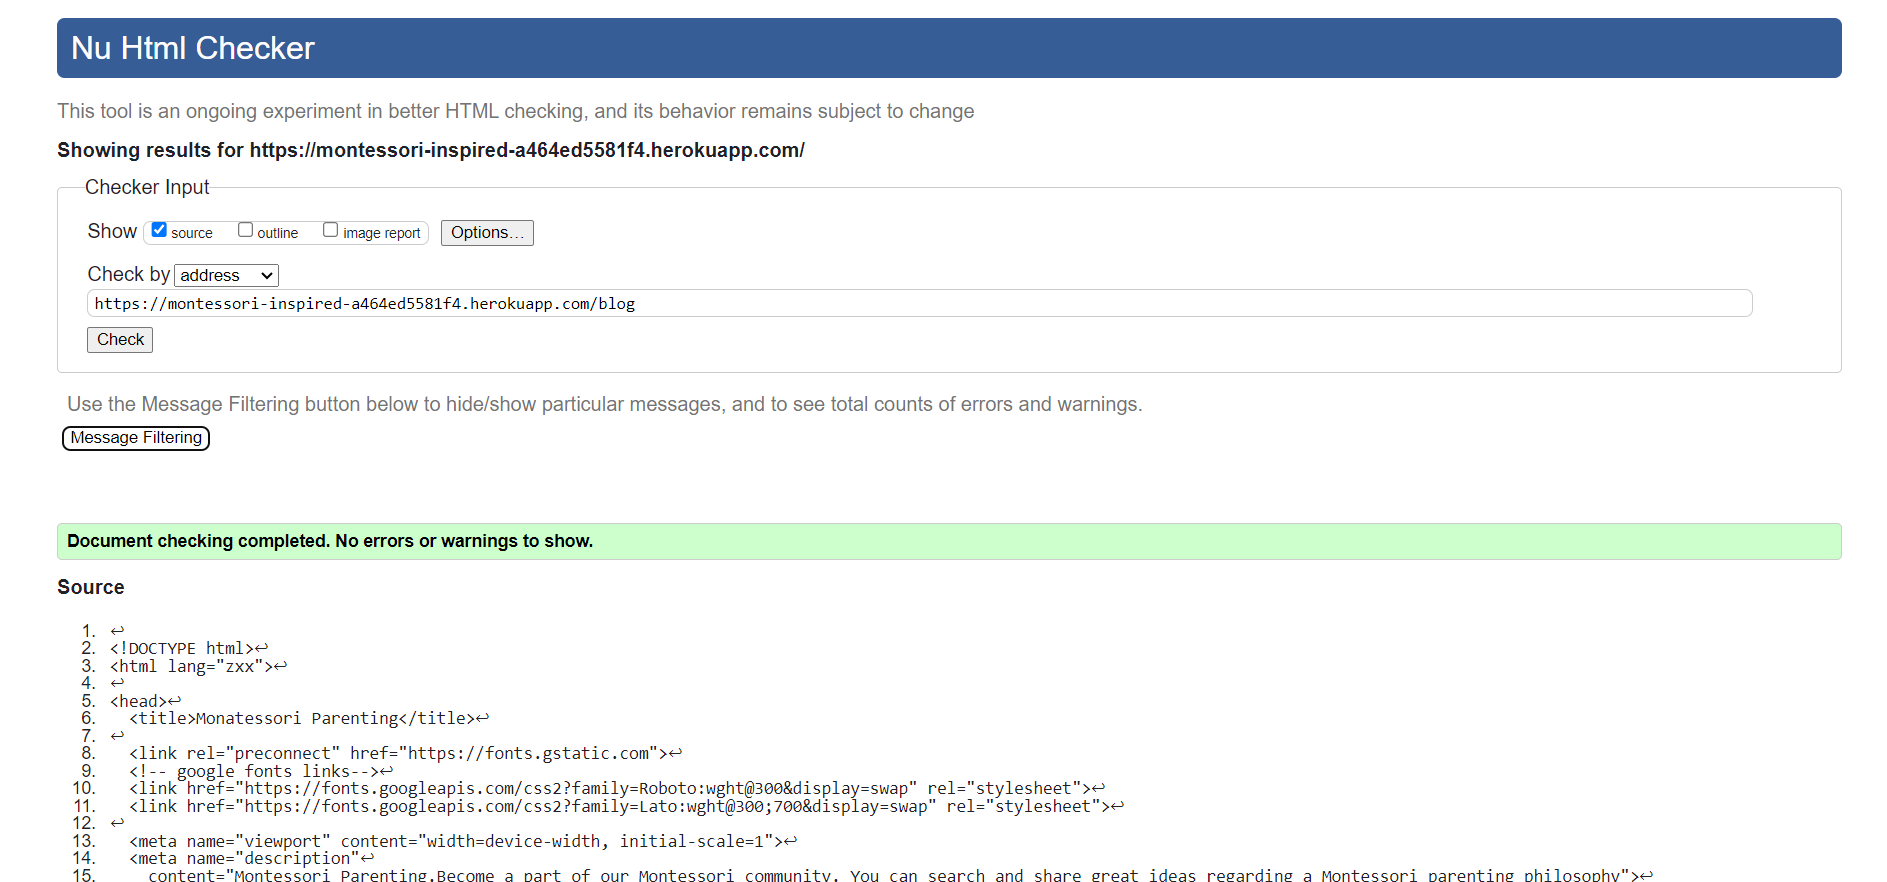 Nu Html Checker
This tool is an ongoing experiment in better HTML checking, and its behavior remains subject to change
Showing results for https://montessori-inspired-a464ed5581f4.herokuapp.com/
Checker Input
Show source outline image report Options...
Check by address
https://montessori-inspired-a464ed5581f4.herokuapp.com/blog
Check
Use the Message Filtering button below to hide/show particular messages, and to see total counts of errors and warnings.
Message Filtering
Document checking completed. No errors or warnings to show.
Source
1. ↩
2. <!DOCTYPE html>↩
3. <html lang="zxx">↩
4. ↩
5. <head>↩
6. <title>Monatessori Parenting</title>↩
7. ↩
8. <link rel="preconnect" href="https://fonts.gstatic.com">↩
9. <!-- google fonts links-->↩
10. <link href="https://fonts.googleapis.com/css2?family=Roboto:wght@300&display=swap" rel="stylesheet">↩
11. <link href="https://fonts.googleapis.com/css2?family=Lato:wght@300;700&display=swap" rel="stylesheet">↩
12. ↩
13. <meta name="viewport" content="width=device-width, initial-scale=1">↩
14. <meta name="description"↩
15. content="Montessori Parenting.Become a part of our Montessori community. You can search and share great ideas regarding a Montessori parenting philosophy">↩